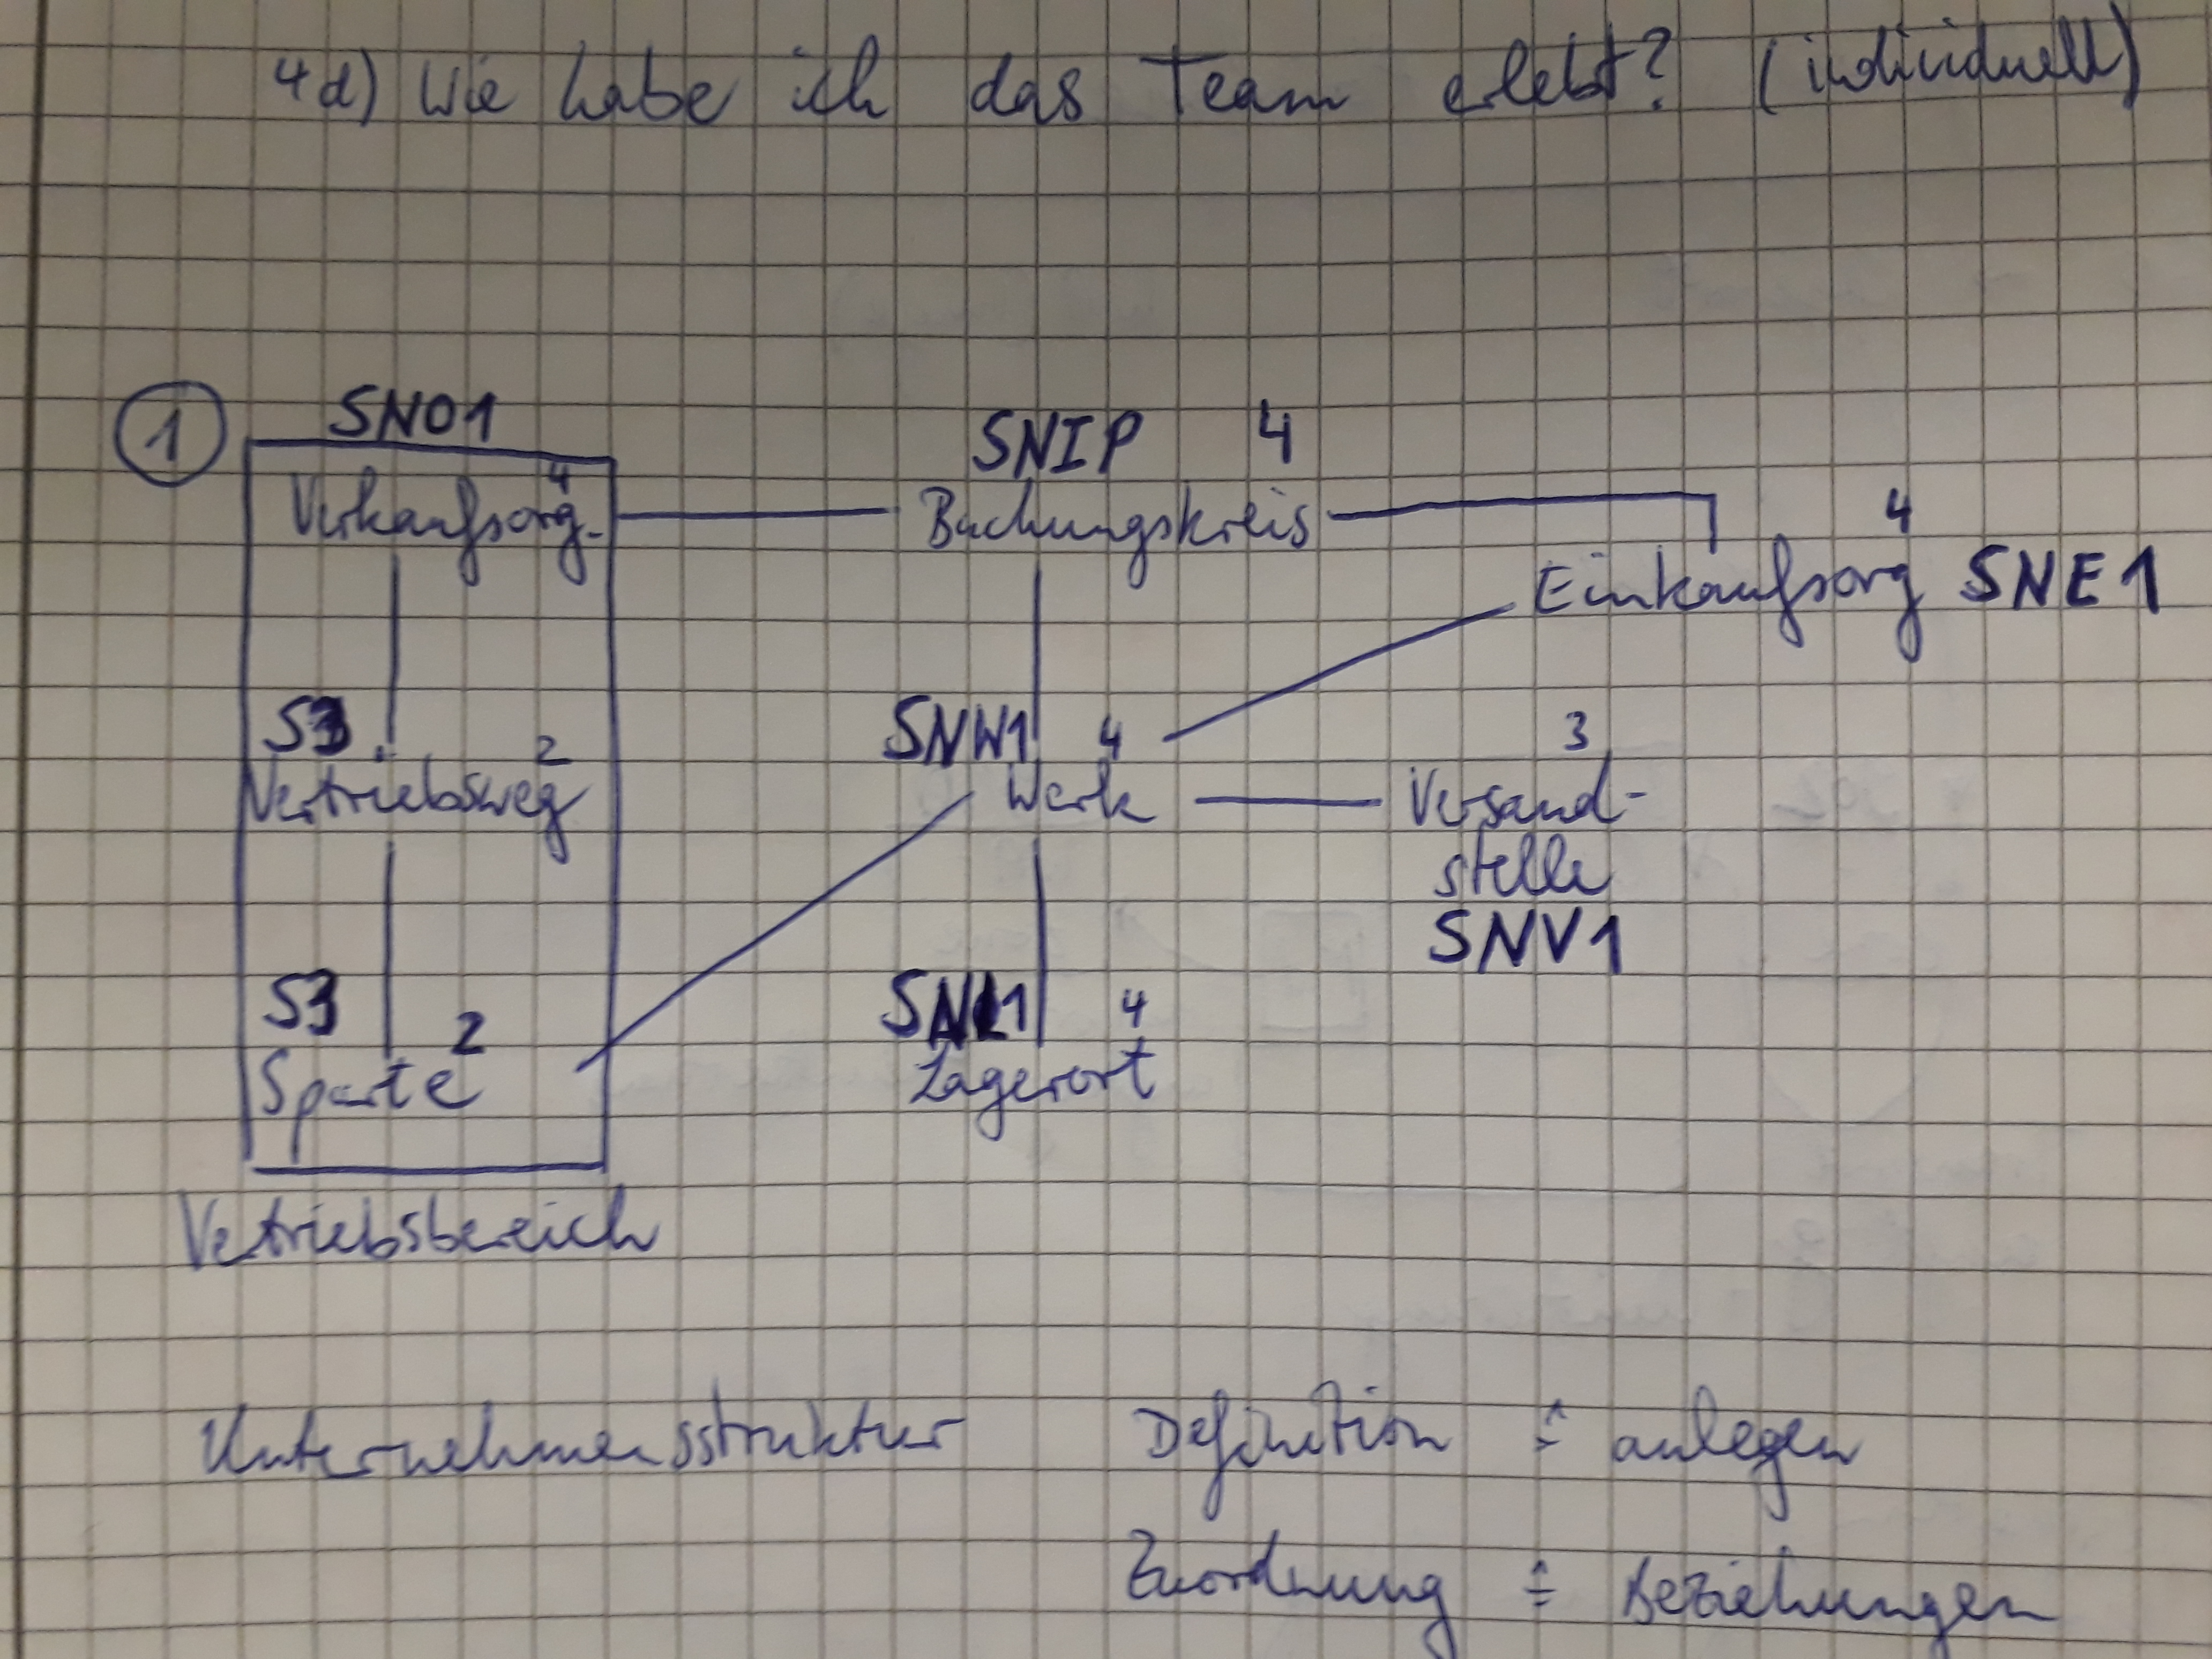 4d) Wie habe ich das Team erlebt? (individuell)
1 SNO1 SNIP 4
Verkaufsorg. 4 Buchungskreis 4
Einkaufsorg SNE1
S3 SNW1 4 3
Vertriebsweg 2 Werk Versand-
stelle
SNV1
S3 2 SNL1 4
Sparte Lagerort
Vertriebsbereich
Unternehmensstruktur Definition ≙ anlegen
Zuordnung ≙ Beziehungen